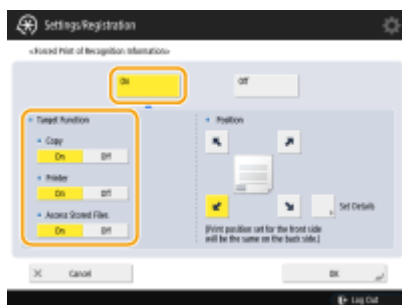 Settings/Registration
<Forced Print of Recognition Information>
On
Off
Target Function
Position
Copy
On
Off
Printer
On
Off
Access Stored Files
On
Off
Set Details
[Print position set for the front side
will be the same on the back side.]
Cancel
OK
Log Out